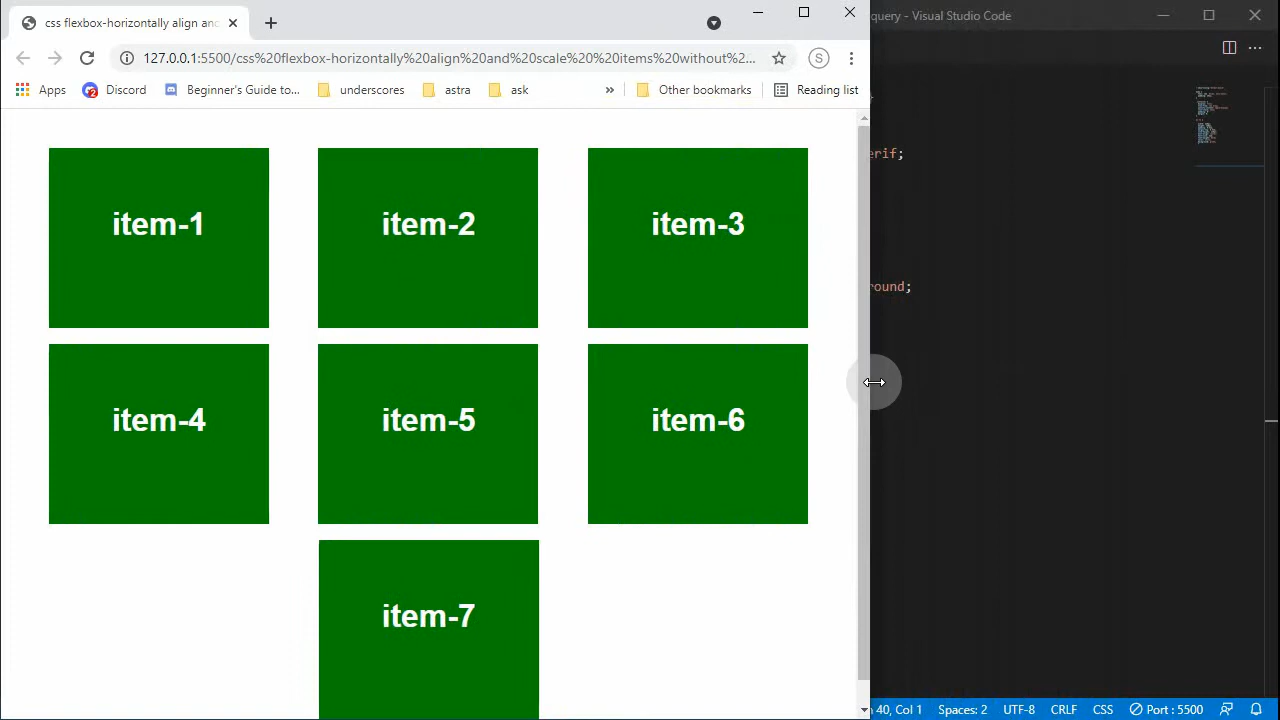 css flexbox-horizontally align and
query - Visual Studio Code
127.0.0.1:5500/css%20flexbox-horizontally%20align%20and%20scale%20%20items%20without%2...
S
Apps
2
Discord
Beginner's Guide to...
underscores
astra
ask
»
Other bookmarks
Reading list
erif;
round;
item-1
item-2
item-3
item-4
item-5
item-6
item-7
40, Col 1
Spaces: 2
UTF-8
CRLF
CSS
Port : 5500